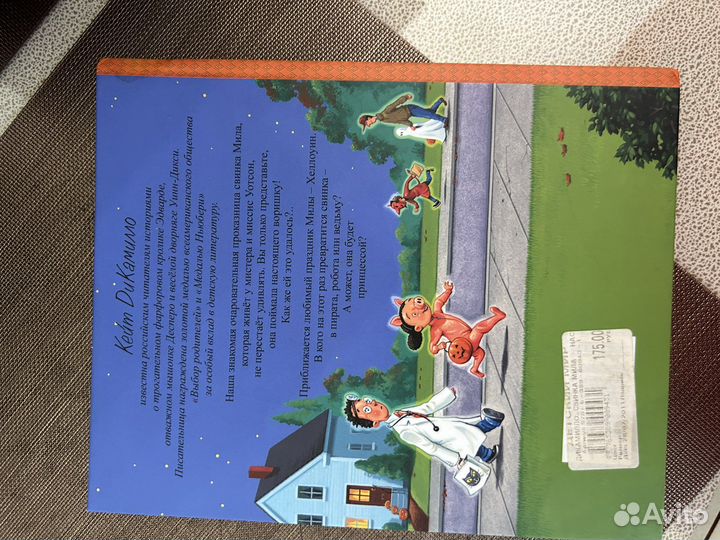 Кейт ДиКамилло
известна российским читателям историями
о трогательном фарфоровом кролике Эдварде,
отважном мышонке Десперо и весёлой дворняге Уинн-Дикси.
Писательница награждена золотой медалью всеамериканского общества
«Выбор родителей» и «Медалью Ньюбери»
за особый вклад в детскую литературу.
Наша знакомая очаровательная проказница свинка Мила,
которая живёт у мистера и миссис Уотсон,
не перестаёт удивлять. Вы только представьте,
она поймала настоящего воришку!
Как же ей это удалось?..
Приближается любимый праздник Милы – Хеллоуин.
В кого на этот раз превратится свинка –
в пирата, робота или ведьму?
А может, она будет
принцессой?
ДИКАМИЛЛО. СВИНКА МИЛА
175.00
Avito